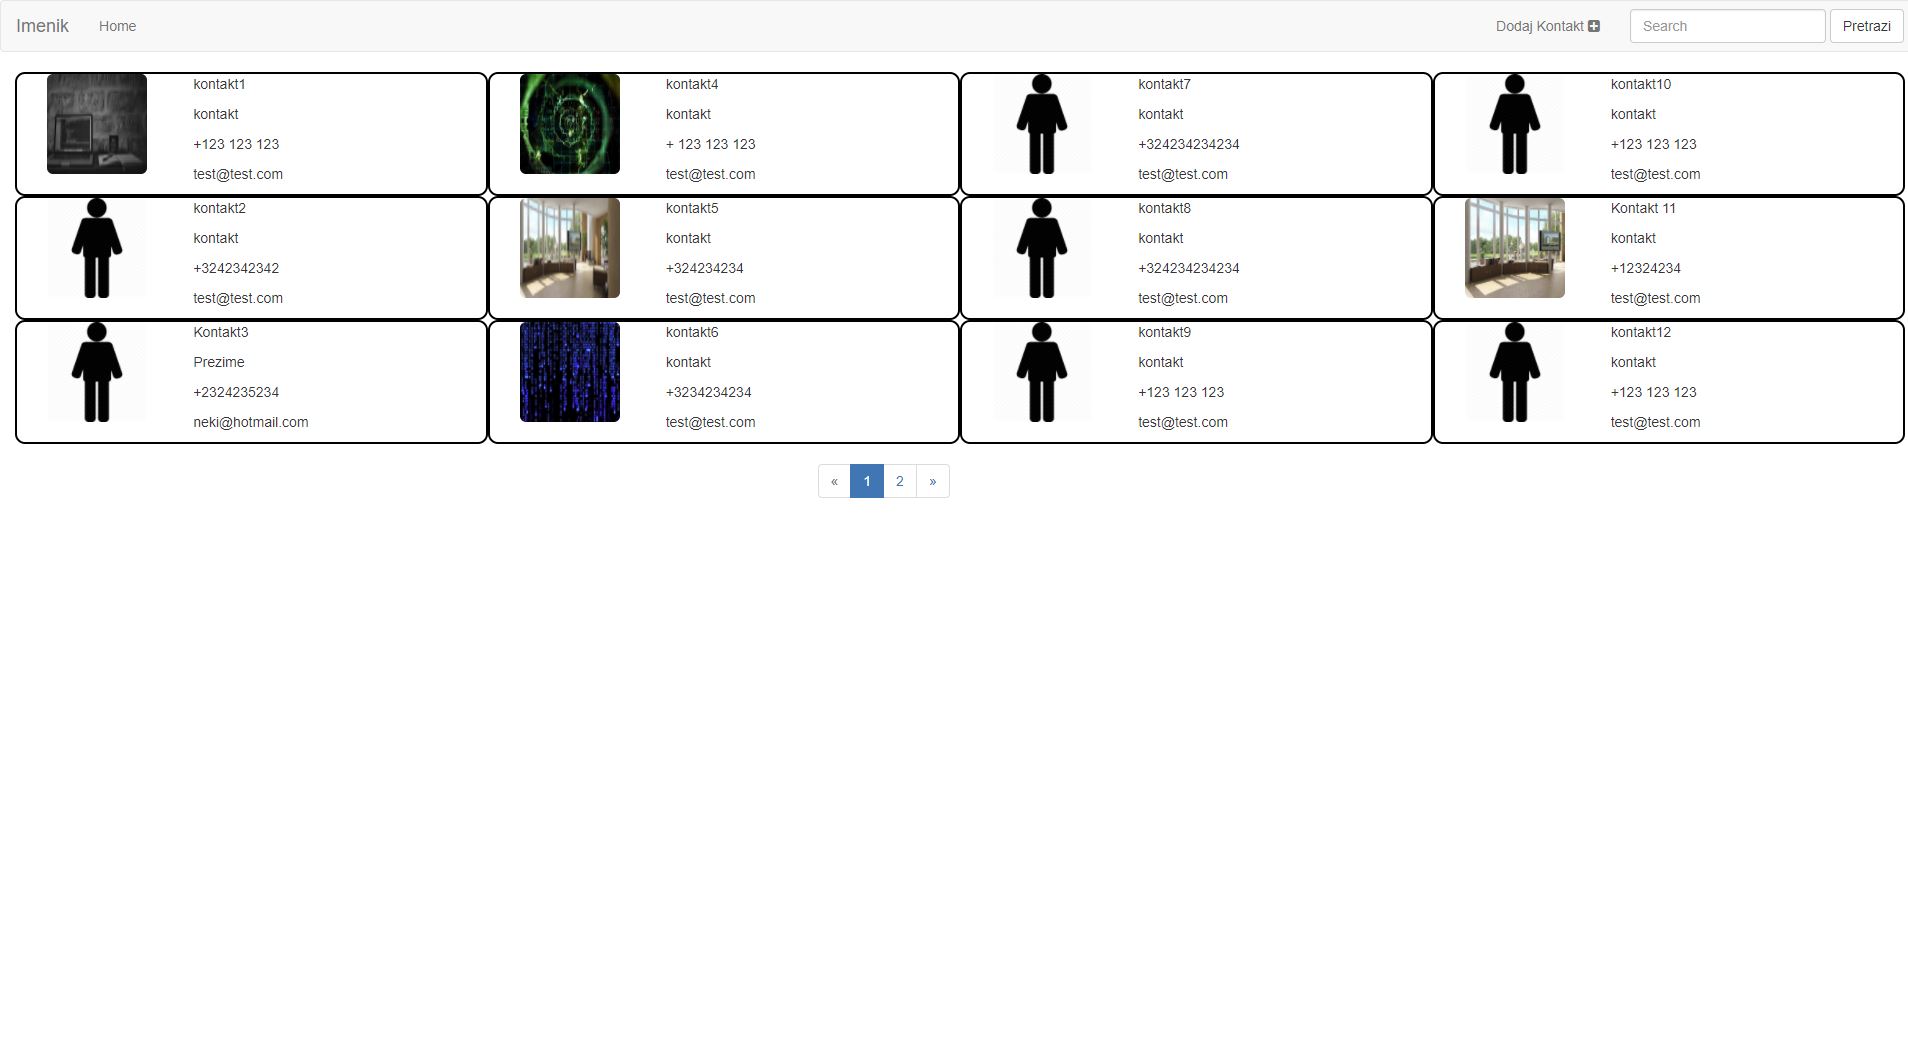 Imenik Home Dodaj Kontakt Search Pretrazi
kontakt1
kontakt
+123 123 123
test@test.com
kontakt4
kontakt
+ 123 123 123
test@test.com
kontakt7
kontakt
+324234234234
test@test.com
kontakt10
kontakt
+123 123 123
test@test.com
kontakt2
kontakt
+3242342342
test@test.com
kontakt5
kontakt
+324234234
test@test.com
kontakt8
kontakt
+324234234234
test@test.com
Kontakt 11
kontakt
+12324234
test@test.com
Kontakt3
Prezime
+2324235234
neki@hotmail.com
kontakt6
kontakt
+3234234234
test@test.com
kontakt9
kontakt
+123 123 123
test@test.com
kontakt12
kontakt
+123 123 123
test@test.com
« 1 2 »